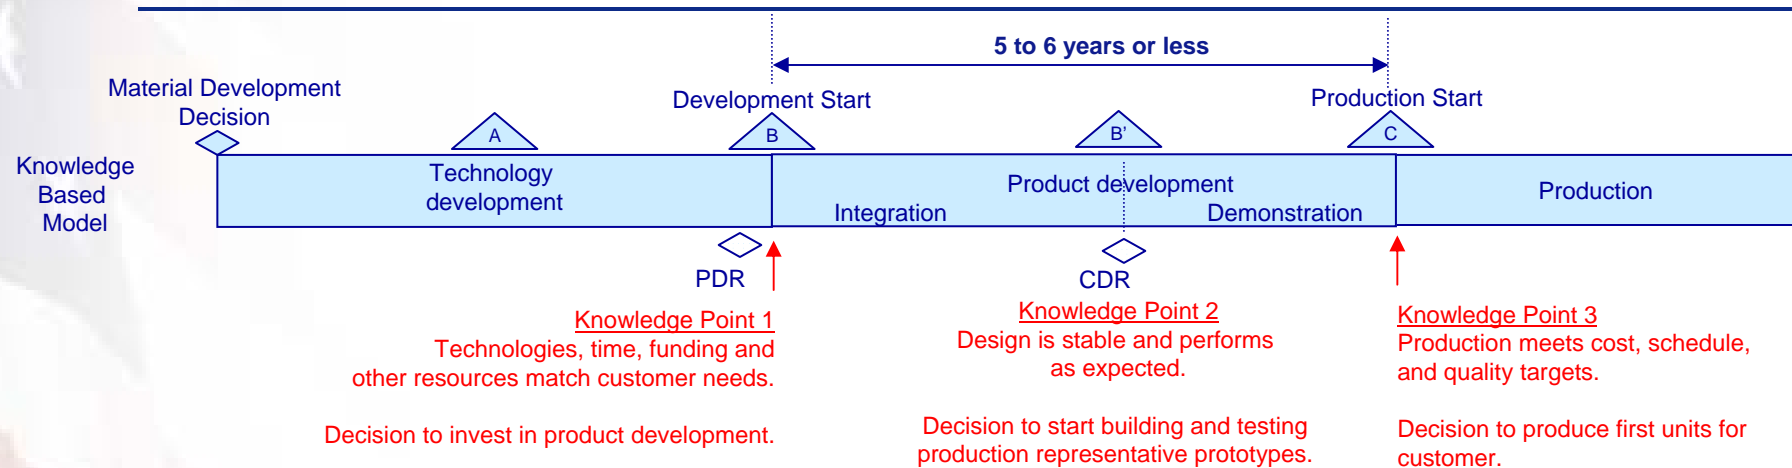 5 to 6 years or less
Material Development
Decision
Development Start
Production Start
A
B
B'
C
Knowledge
Based
Model
Technology
development
Product development
Integration
Demonstration
Production
PDR
CDR
Knowledge Point 1
Technologies, time, funding and
other resources match customer needs.
Decision to invest in product development.
Knowledge Point 2
Design is stable and performs
as expected.
Decision to start building and testing
production representative prototypes.
Knowledge Point 3
Production meets cost, schedule,
and quality targets.
Decision to produce first units for
customer.